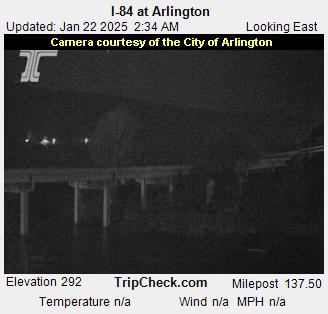 I-84 at Arlington
Updated: Jan 22 2025 2:34 AM Looking East
Camera courtesy of the City of Arlington
Elevation 292 TripCheck.com Milepost 137.50
Temperature n/a Wind n/a MPH n/a